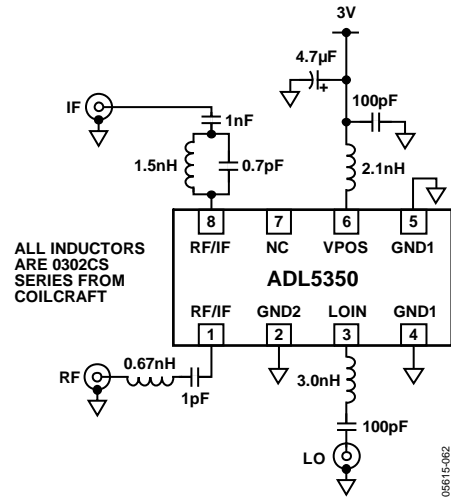 3V
4.7µF
+
100pF
IF
1nF
1.5nH
0.7pF
2.1nH
8
7
6
5
RF/IF
NC
VPOS
GND1
ALL INDUCTORS
ARE 0302CS
SERIES FROM
COILCRAFT
ADL5350
RF/IF
GND2
LOIN
GND1
1
2
3
4
RF
0.67nH
1pF
3.0nH
100pF
LO
05615-062